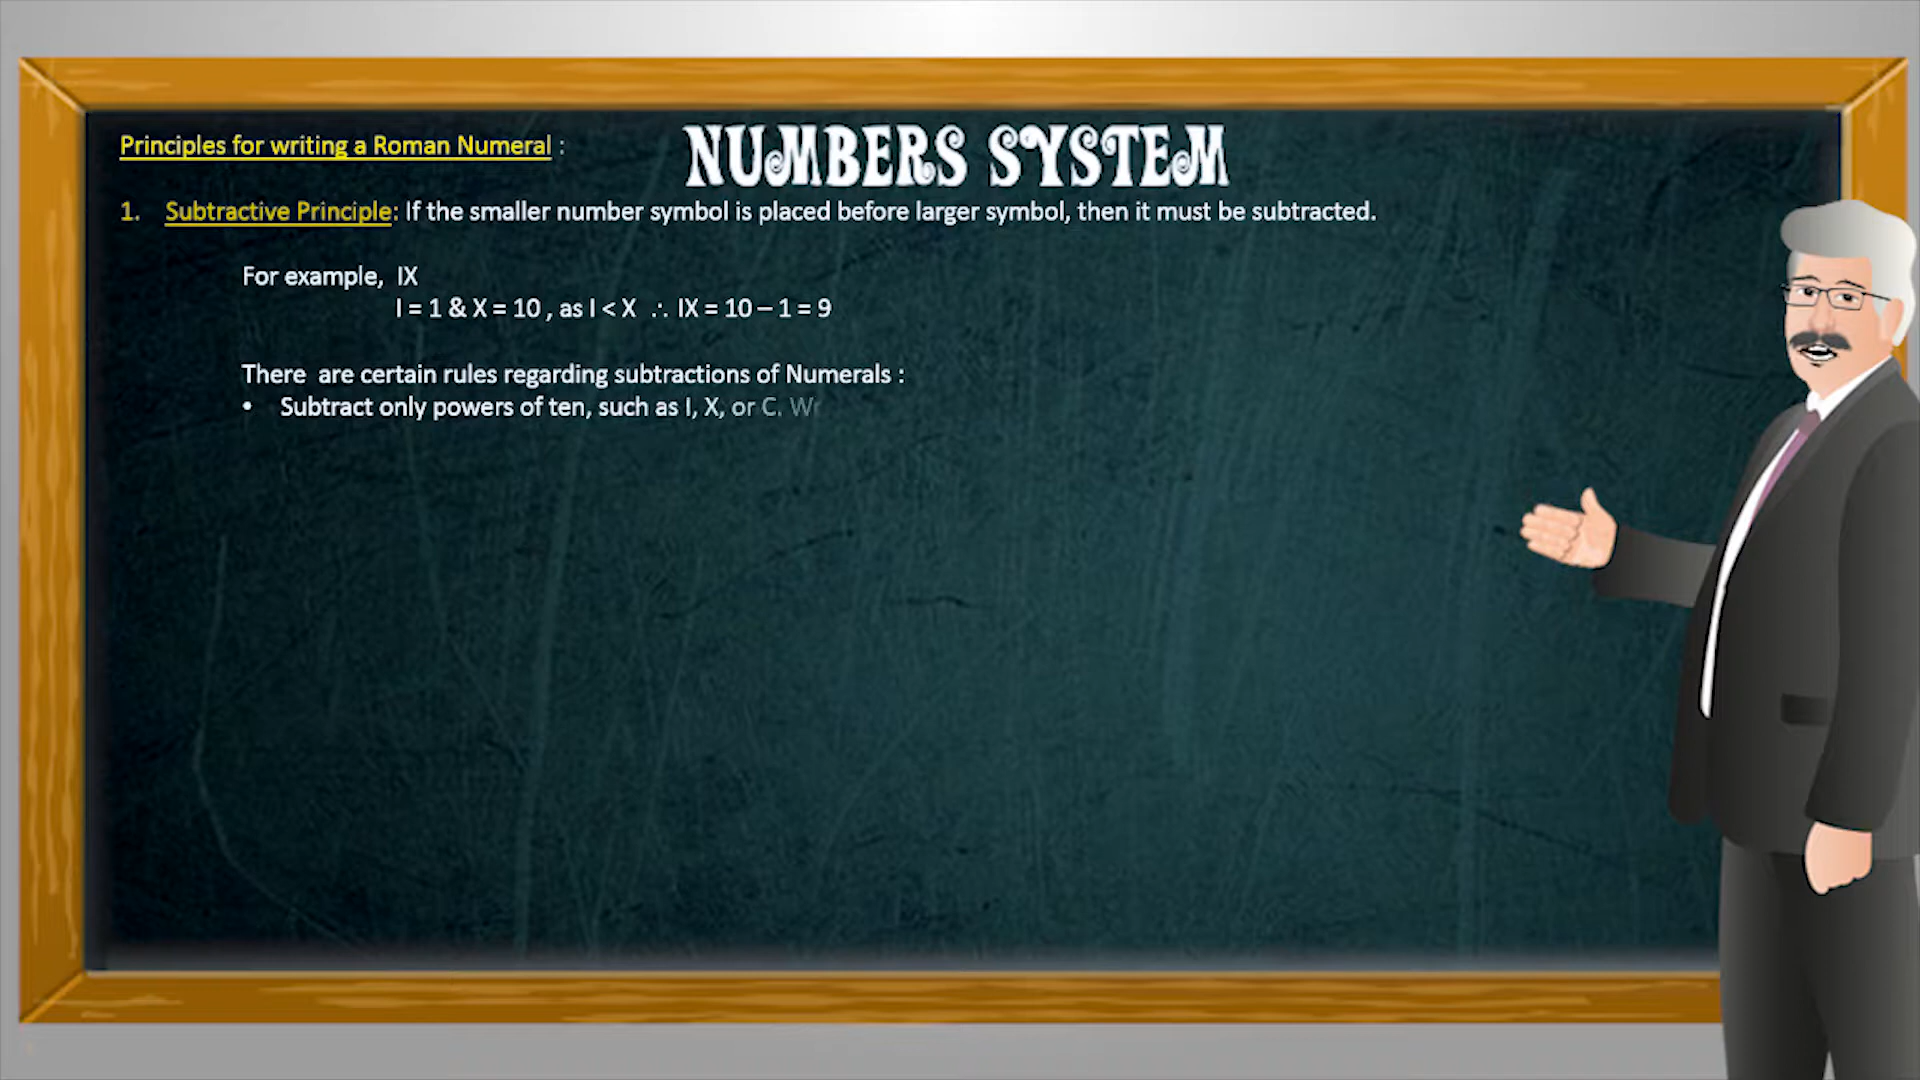 Principles for writing a Roman Numeral :
NUMBERS SYSTEM
1. Subtractive Principle: If the smaller number symbol is placed before larger symbol, then it must be subtracted.
For example, IX
I = 1 & X = 10 , as I < X ∴ IX = 10 – 1 = 9
There are certain rules regarding subtractions of Numerals :
• Subtract only powers of ten, such as I, X, or C.